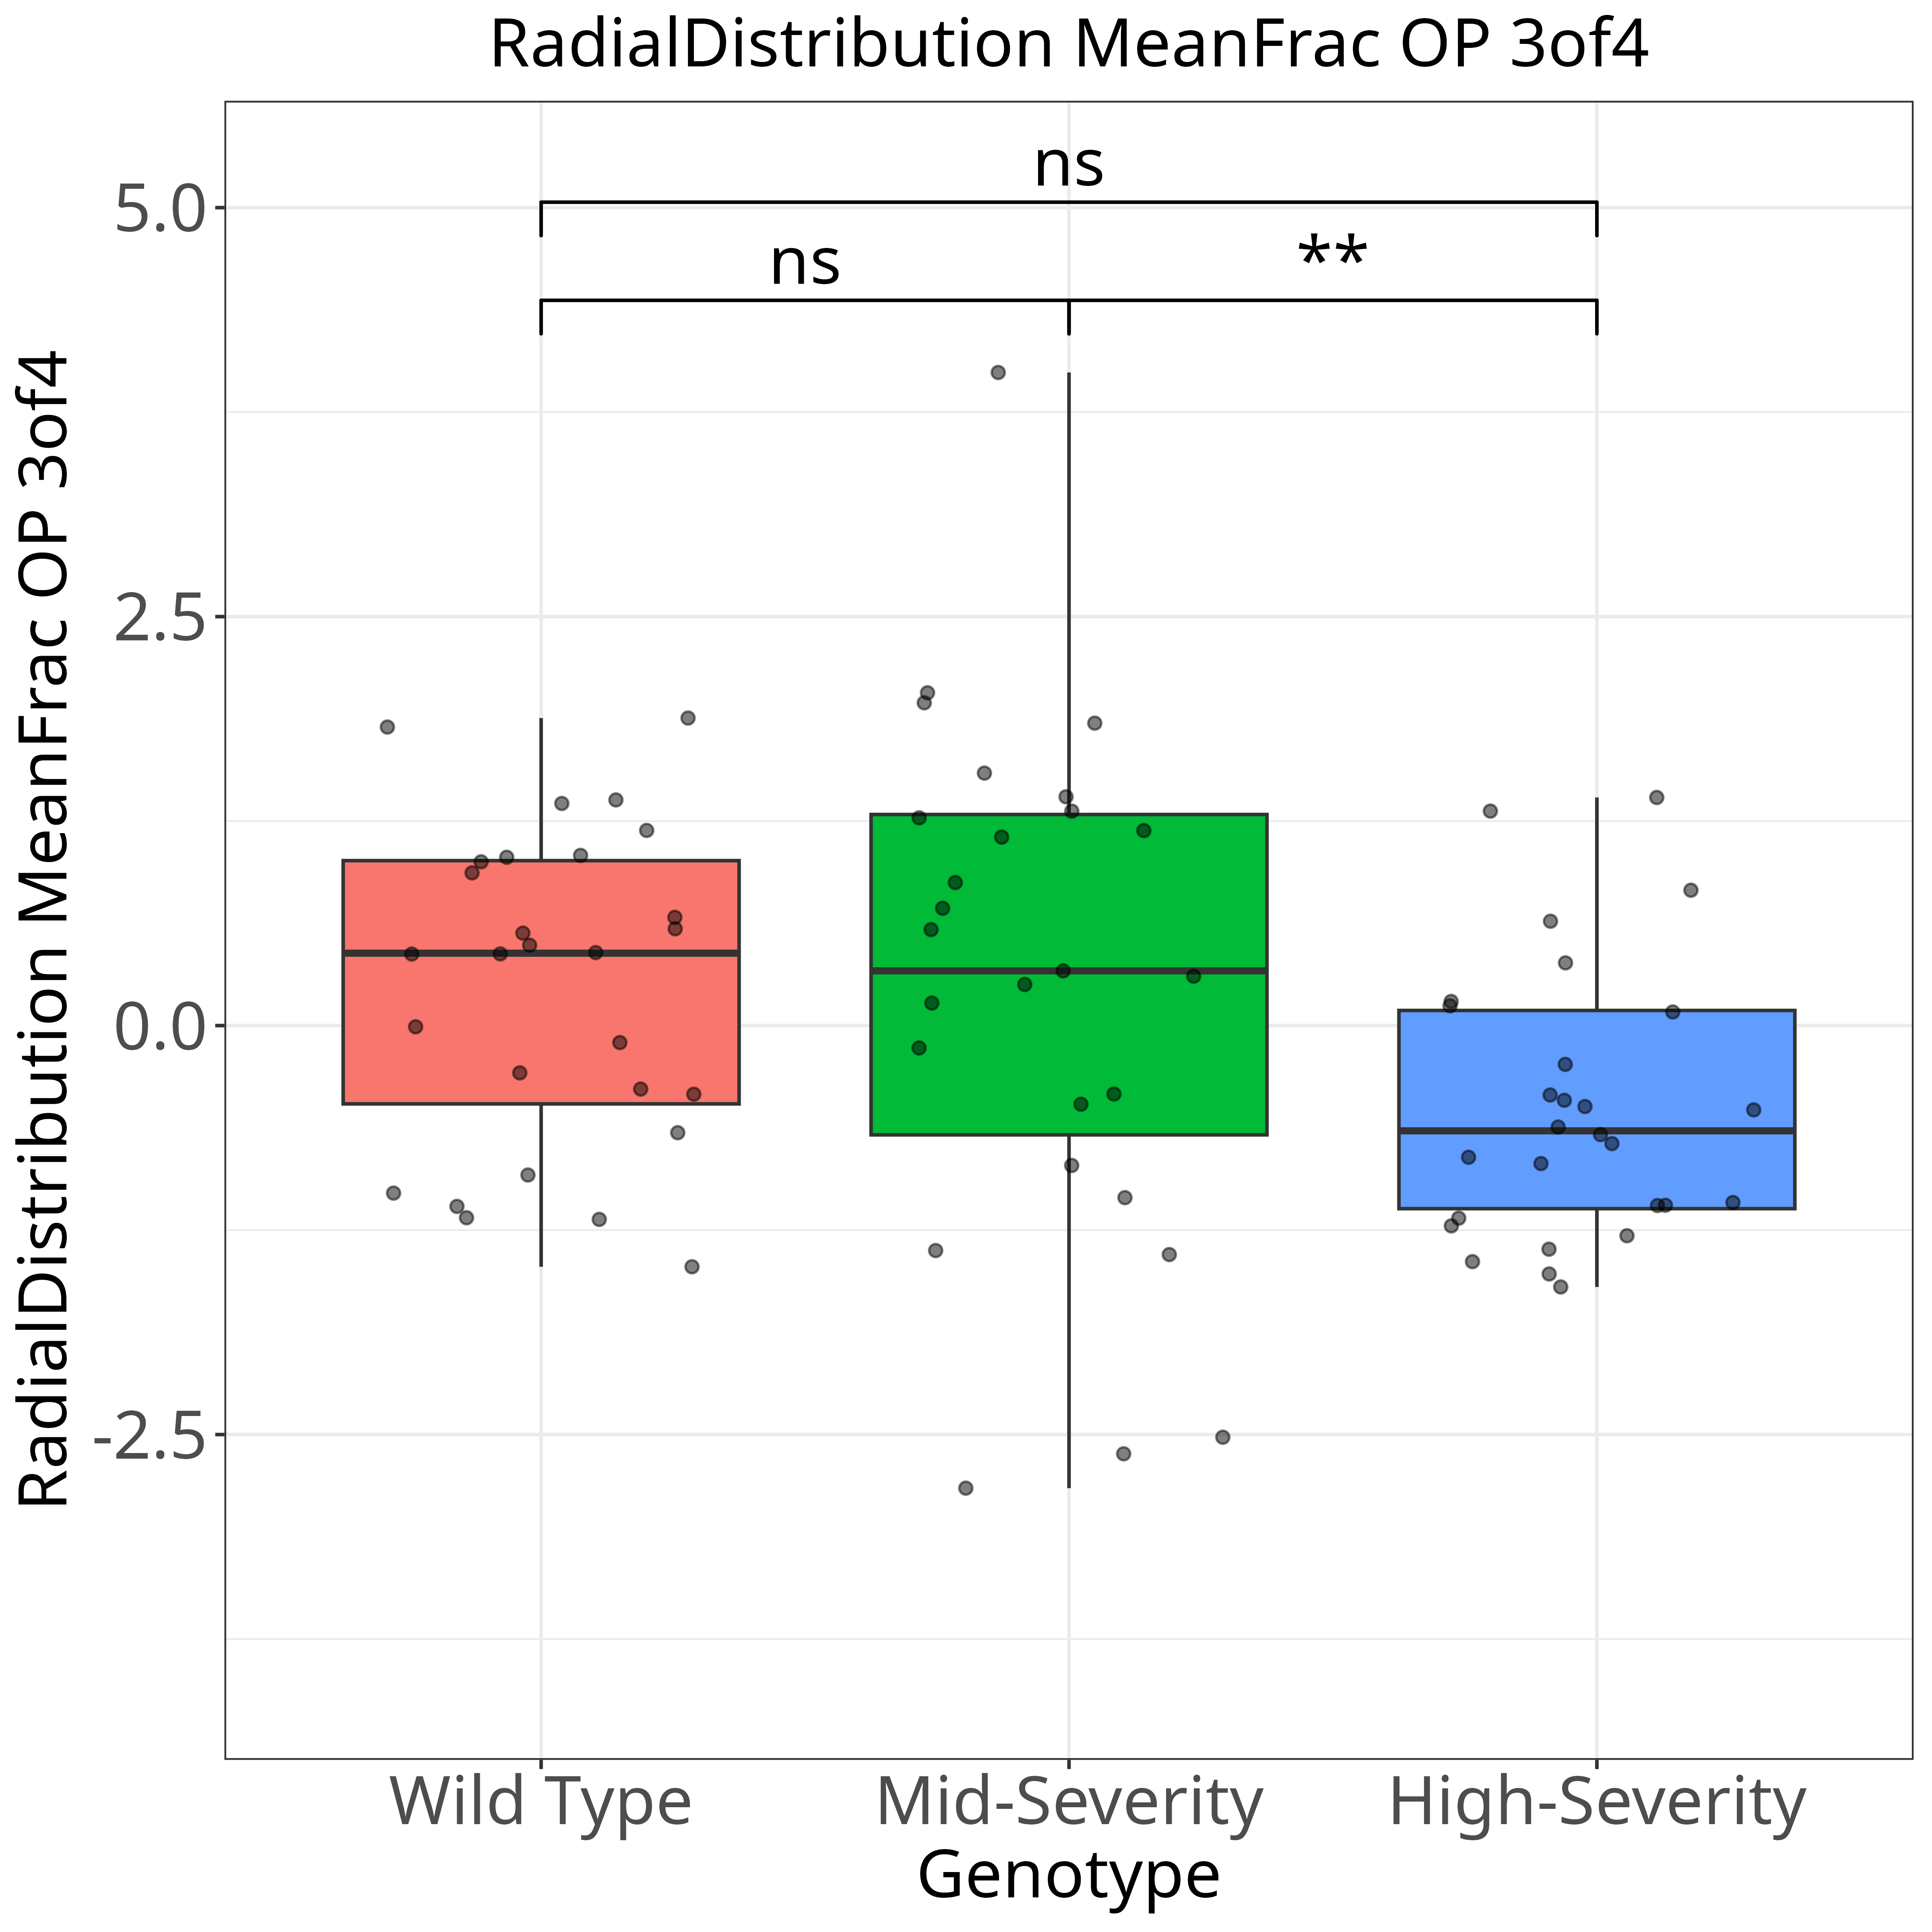 RadialDistribution MeanFrac OP 3of4
RadialDistribution MeanFrac OP 3of4
5.0
2.5
0.0
-2.5
ns
ns
**
Wild Type
Mid-Severity
High-Severity
Genotype